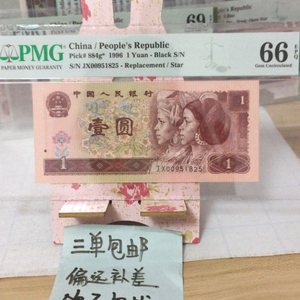 69
PMG
PAPER MONEY GUARANTY
China / People's Republic
Pick# 884g* 1996 1 Yuan - Black S/N
S/N JX00951825 - Replacement / Star
66 EPQ
Gem Uncirculated
中国人民银行
1
壹圆
JX00951825
1
三单包邮
偏远补差